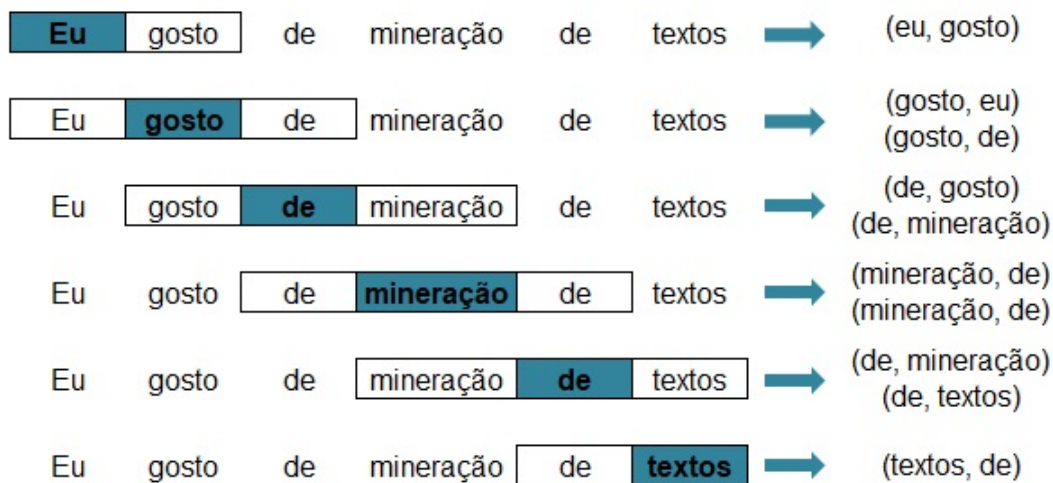 Eu gosto de mineração de textos (eu, gosto)
Eu gosto de mineração de textos (gosto, eu)
(gosto, de)
Eu gosto de mineração de textos (de, gosto)
(de, mineração)
Eu gosto de mineração de textos (mineração, de)
(mineração, de)
Eu gosto de mineração de textos (de, mineração)
(de, textos)
Eu gosto de mineração de textos (textos, de)